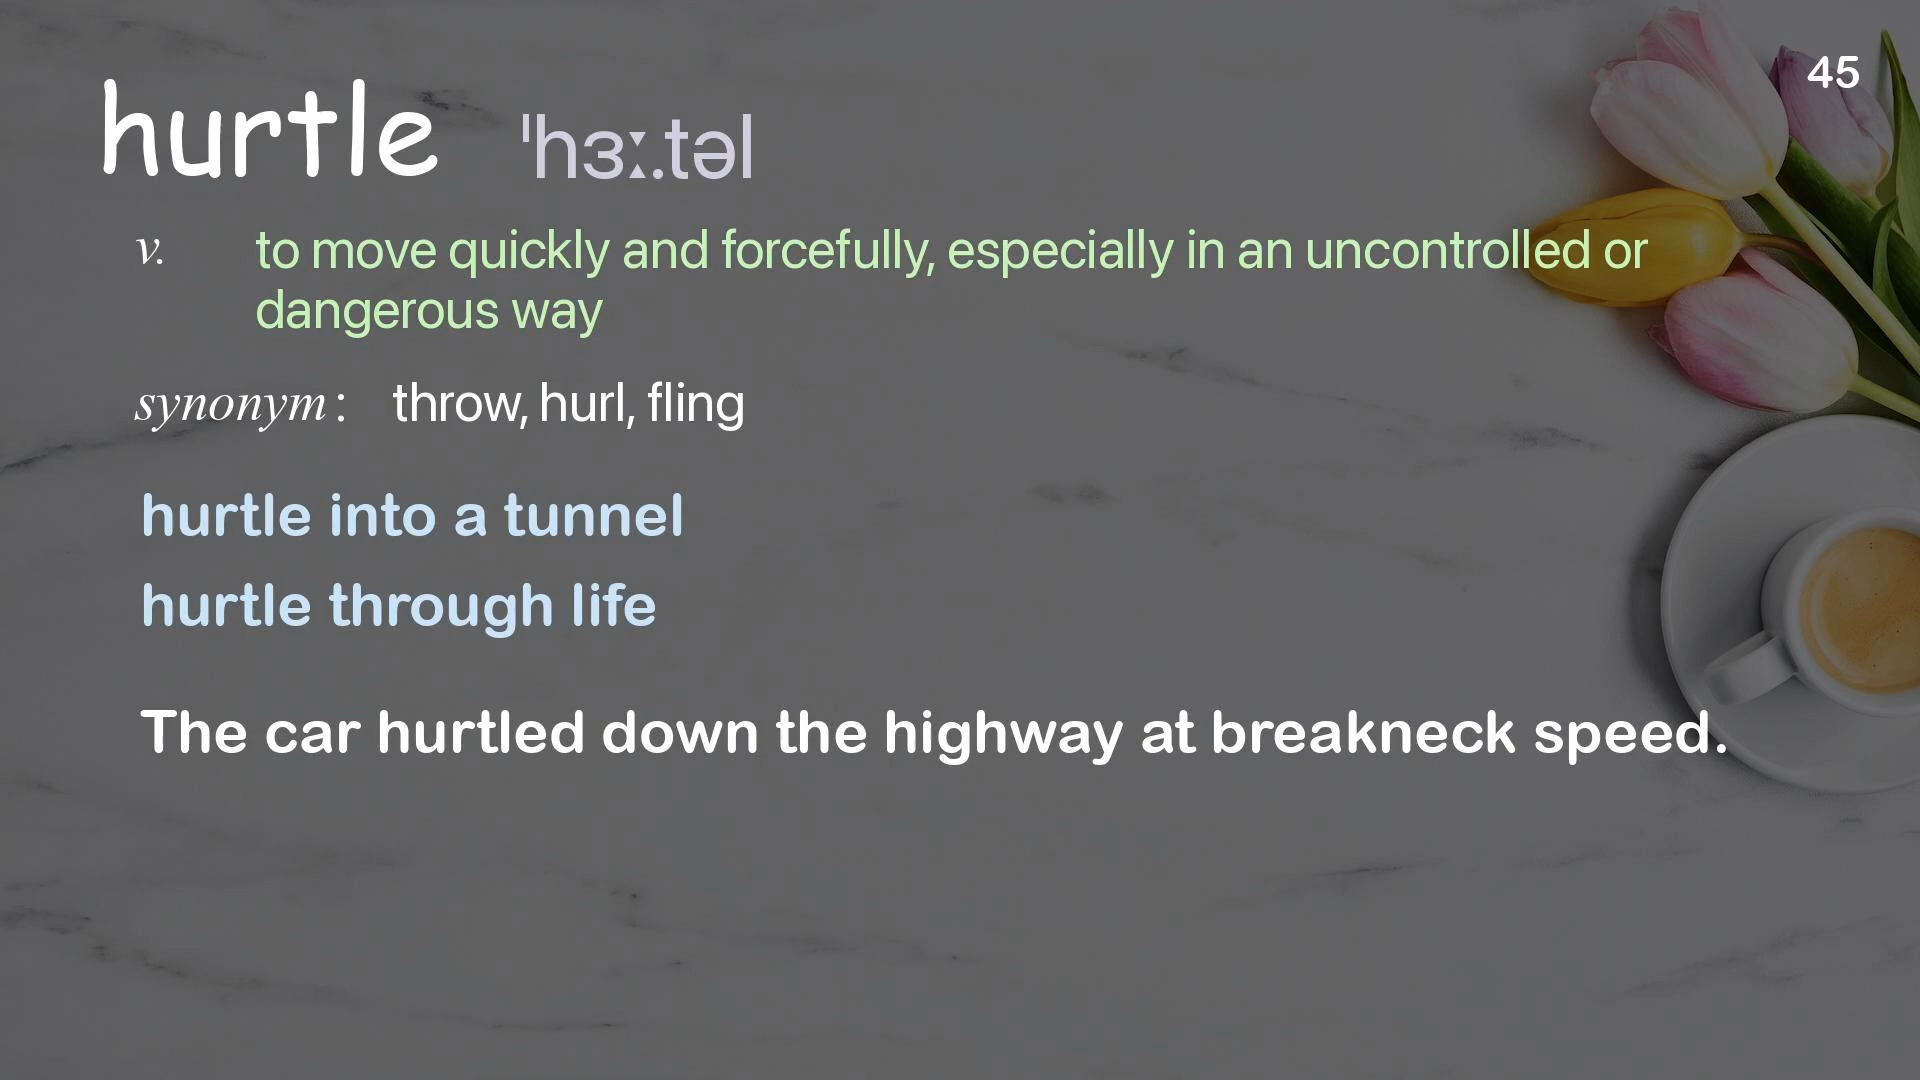 45
hurtle ˈhɜː.təl
v. to move quickly and forcefully, especially in an uncontrolled or
dangerous way
synonym: throw, hurl, fling
hurtle into a tunnel
hurtle through life
The car hurtled down the highway at breakneck speed.